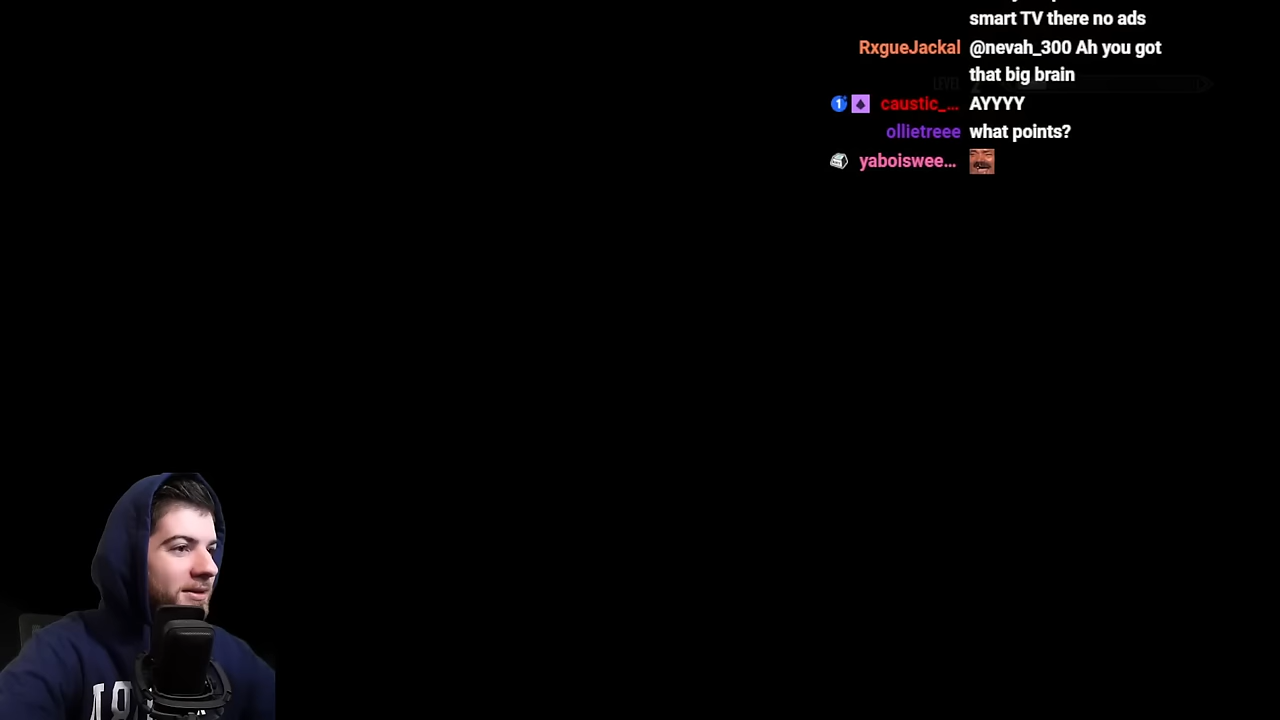 smart TV there no ads
RxgueJackal @nevah_300 Ah you got
that big brain
LEVEL
caustic_... AYYYY
ollietreee what points?
yaboiswee...